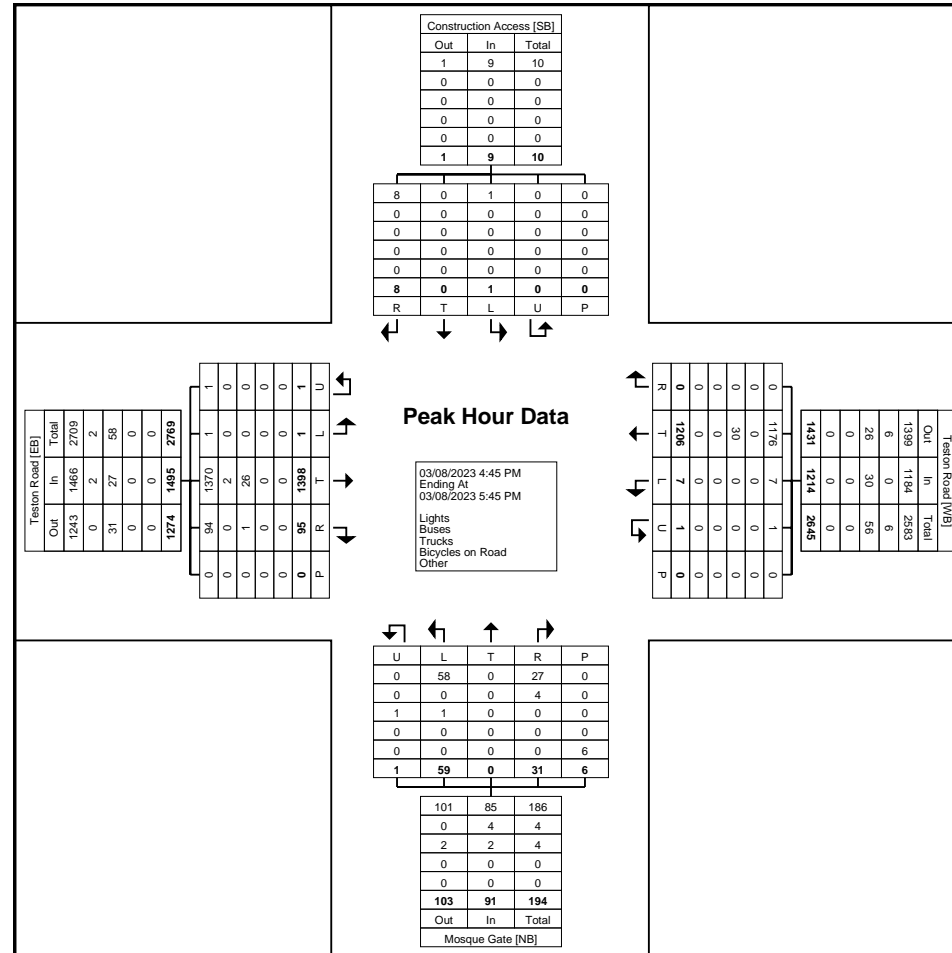 Construction Access [SB]
Out In Total
1 9 10
0 0 0
0 0 0
0 0 0
0 0 0
1 9 10
8 0 1 0 0
0 0 0 0 0
0 0 0 0 0
0 0 0 0 0
0 0 0 0 0
8 0 1 0 0
R T L U P
Teston Road [EB]
Out In Total
1243 1466 2709
0 2 2
31 27 58
0 0 0
0 0 0
1274 1495 2769
0 94 1370 1 1
0 0 2 0 0
0 1 26 0 0
0 0 0 0 0
0 0 0 0 0
0 95 1398 1 1
P R T L U
Peak Hour Data
03/08/2023 4:45 PM
Ending At
03/08/2023 5:45 PM
Lights
Buses
Trucks
Bicycles on Road
Other
Teston Road [WB]
Out In Total
1399 1184 2583
6 0 6
26 30 56
0 0 0
0 0 0
1431 1214 2645
0 1176 7 1 0
0 0 0 0 0
0 30 0 0 0
0 0 0 0 0
0 0 0 0 0
0 1206 7 1 0
R T L U P
U L T R P
0 58 0 27 0
0 0 0 4 0
1 1 0 0 0
0 0 0 0 0
0 0 0 0 6
1 59 0 31 6
101 85 186
0 4 4
2 2 4
0 0 0
0 0 0
103 91 194
Out In Total
Mosque Gate [NB]